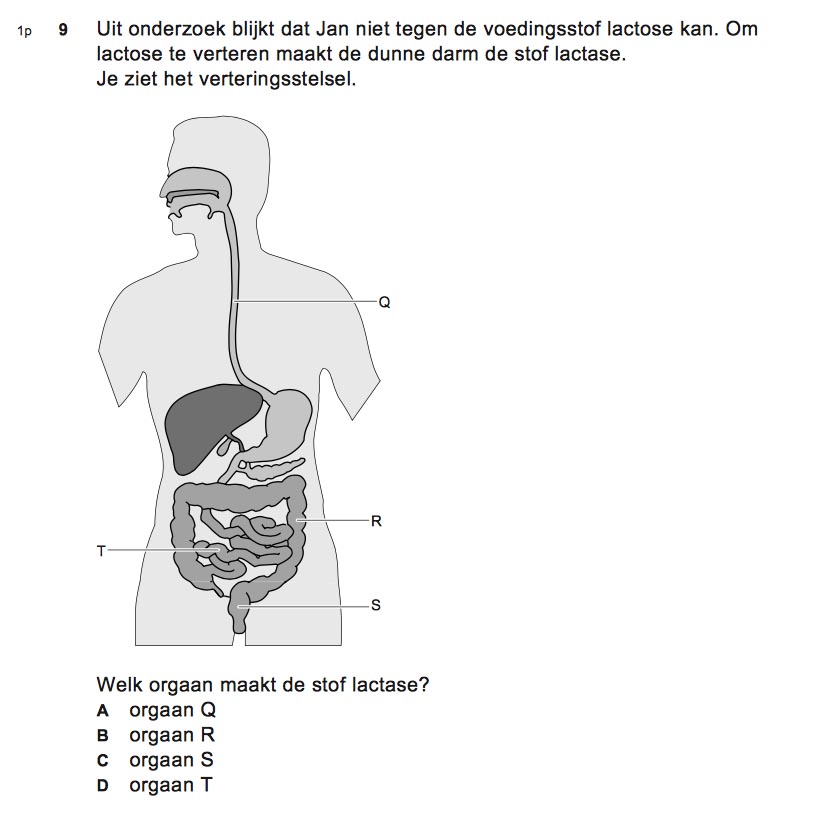 1p 9 Uit onderzoek blijkt dat Jan niet tegen de voedingsstof lactose kan. Om
lactose te verteren maakt de dunne darm de stof lactase.
Je ziet het verteringsstelsel.
Q
R
T
S
Welk orgaan maakt de stof lactase?
A orgaan Q
B orgaan R
C orgaan S
D orgaan T